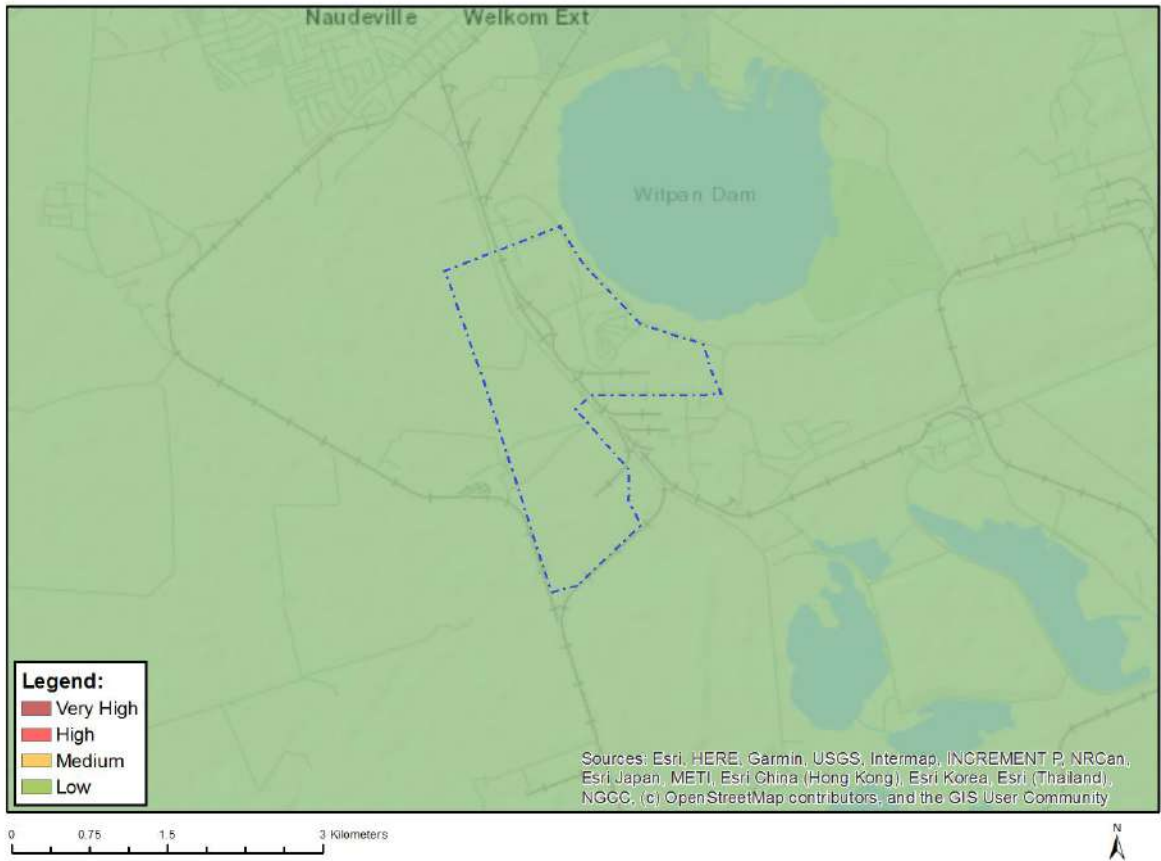 Naudeville Welkom Ext
Witpan Dam
Legend:
Very High
High
Medium
Low
Sources: Esri, HERE, Garmin, USGS, Intermap, INCREMENT P, NRCan,
Esri Japan, METI, Esri China (Hong Kong), Esri Korea, Esri (Thailand),
NGCC, (c) OpenStreetMap contributors, and the GIS User Community
0 0.75 1.5 3 Kilometers
N